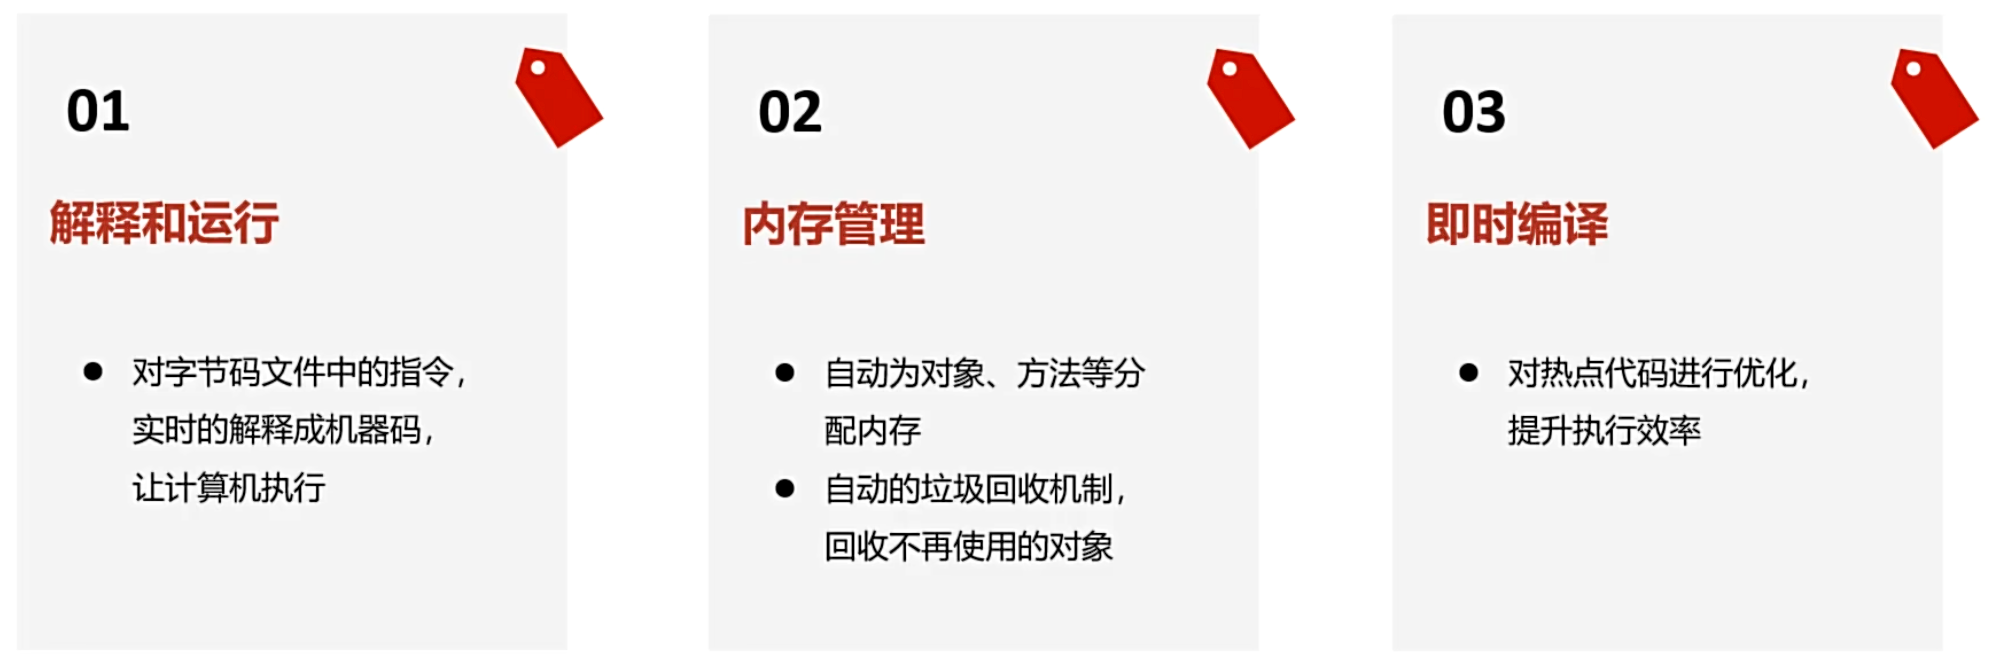 01
解释和运行
● 对字节码文件中的指令，
实时的解释成机器码，
让计算机执行
02
内存管理
● 自动为对象、方法等分
配内存
● 自动的垃圾回收机制，
回收不再使用的对象
03
即时编译
● 对热点代码进行优化，
提升执行效率